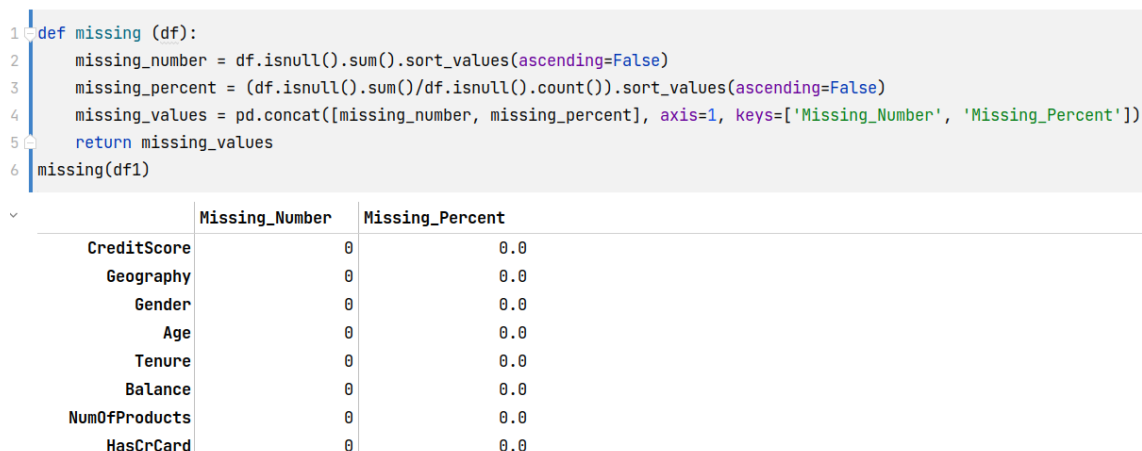 1 def missing (df):
2 missing_number = df.isnull().sum().sort_values(ascending=False)
3 missing_percent = (df.isnull().sum()/df.isnull().count()).sort_values(ascending=False)
4 missing_values = pd.concat([missing_number, missing_percent], axis=1, keys=['Missing_Number', 'Missing_Percent'])
5 return missing_values
6 missing(df1)
Missing_Number Missing_Percent
CreditScore 0 0.0
Geography 0 0.0
Gender 0 0.0
Age 0 0.0
Tenure 0 0.0
Balance 0 0.0
NumOfProducts 0 0.0
HasCrCard 0 0.0